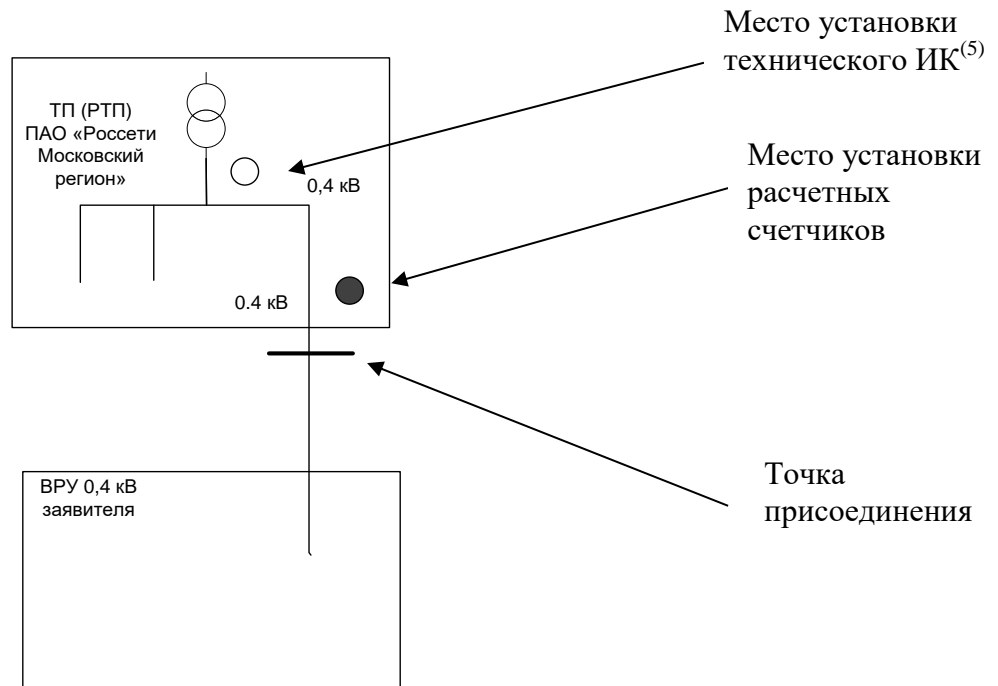 Место установки
технического ИК(5)
ТП (РТП)
ПАО «Россети
Московский
регион»
0,4 кВ
Место установки
расчетных
счетчиков
0.4 кВ
ВРУ 0,4 кВ
заявителя
Точка
присоединения